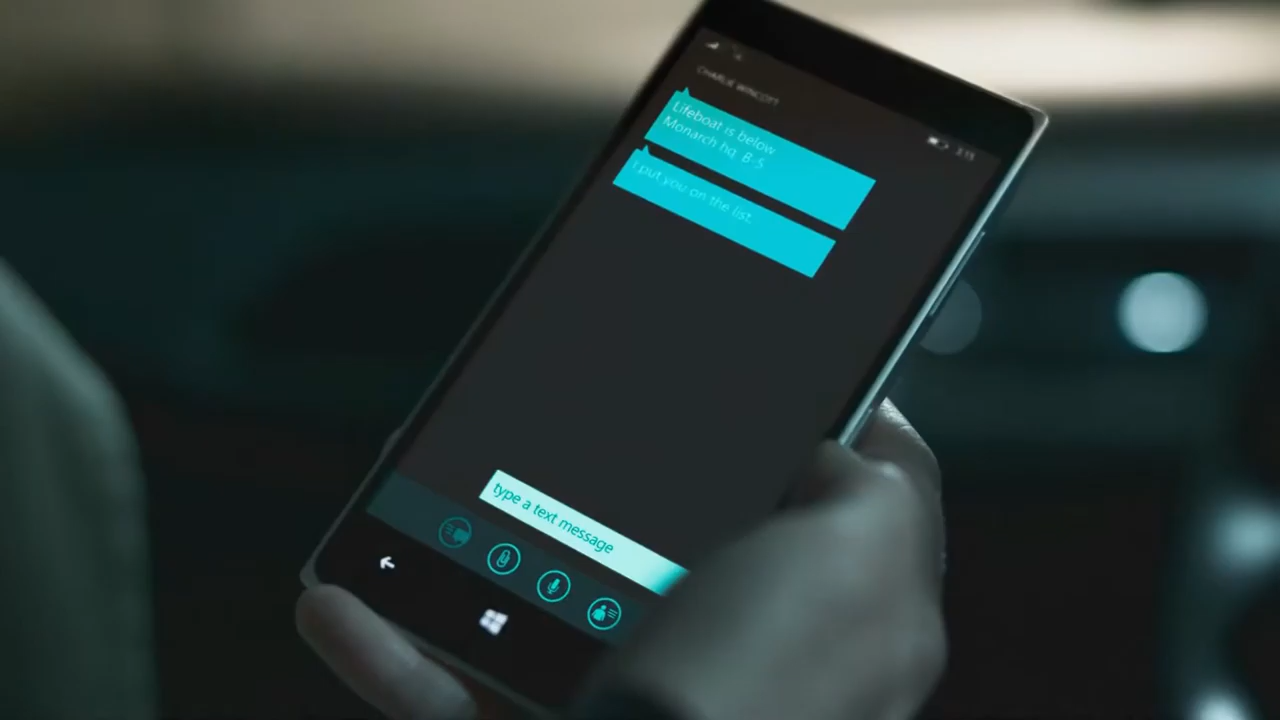 CHARLIE WINCOTT
Lifeboat is below
Monarch hq B-5
I put you on the list.
type a text message